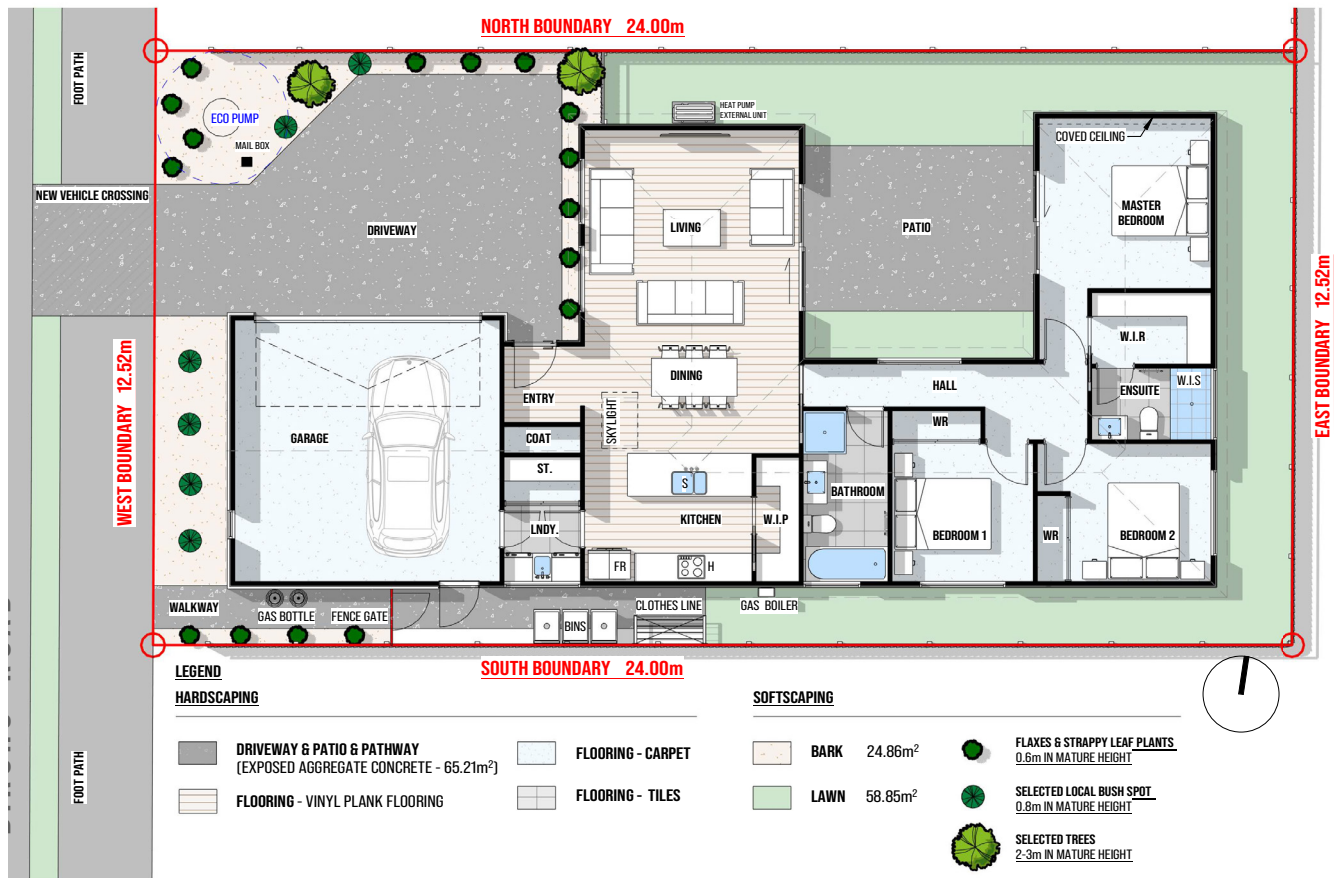 NORTH BOUNDARY 24.00m
FOOT PATH
ECO PUMP
MAIL BOX
HEAT PUMP
EXTERNAL UNIT
COVED CEILING
NEW VEHICLE CROSSING
DRIVEWAY
LIVING
PATIO
MASTER
BEDROOM
WEST BOUNDARY 12.52m
EAST BOUNDARY 12.52m
W.I.R
DINING
HALL
ENSUITE
W.I.S
ENTRY
SKYLIGHT
GARAGE
COAT
WR
ST.
S
BATHROOM
KITCHEN
W.I.P
LNDY.
BEDROOM 1
WR
BEDROOM 2
FR
H
WALKWAY
GAS BOTTLE
FENCE GATE
BINS
CLOTHES LINE
GAS BOILER
SOUTH BOUNDARY 24.00m
LEGEND
HARDSCAPING
DRIVEWAY & PATIO & PATHWAY
(EXPOSED AGGREGATE CONCRETE - 65.21m²)
FLOORING - VINYL PLANK FLOORING
FLOORING - CARPET
FLOORING - TILES
SOFTSCAPING
BARK 24.86m²
LAWN 58.85m²
FLAXES & STRAPPY LEAF PLANTS
0.6m IN MATURE HEIGHT
SELECTED LOCAL BUSH SPOT
0.8m IN MATURE HEIGHT
SELECTED TREES
2-3m IN MATURE HEIGHT
FOOT PATH